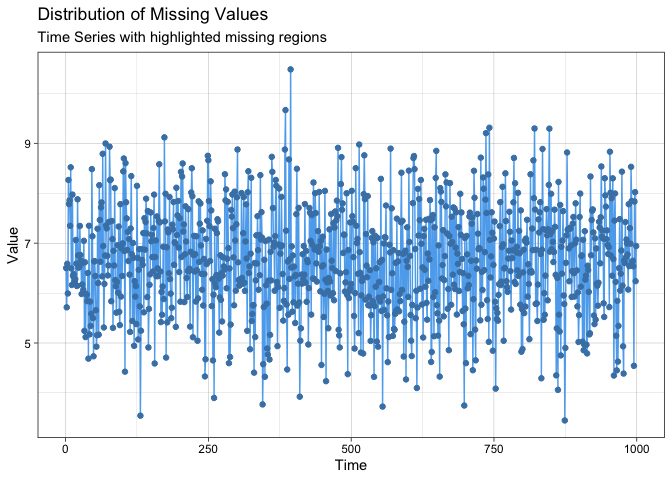 Distribution of Missing Values
Time Series with highlighted missing regions
9
7
5
Value
0 250 500 750 1000
Time